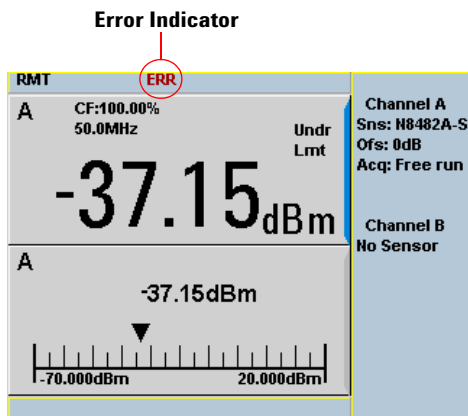 Error Indicator
RMT ERR
A CF:100.00%
50.0MHz
Undr
Lmt
-37.15dBm
A
-37.15dBm
-70.000dBm 20.000dBm
Channel A
Sns: N8482A-S
Ofs: 0dB
Acq: Free run
Channel B
No Sensor